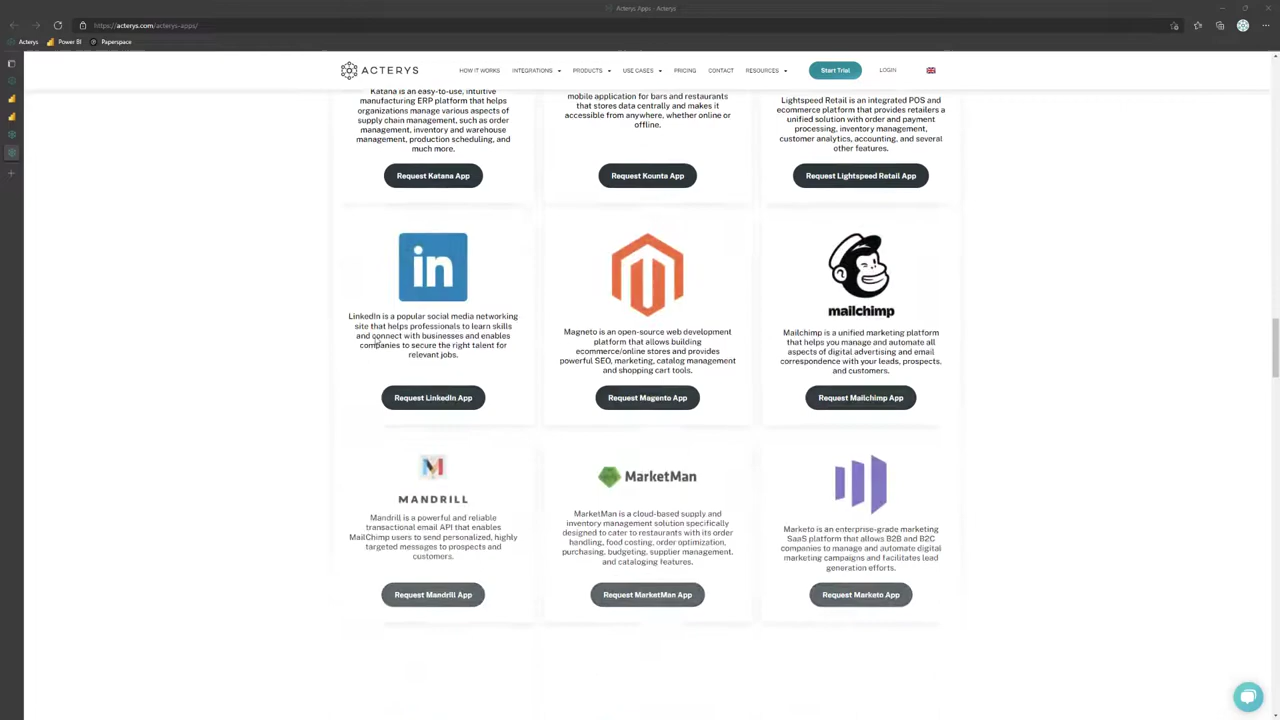 Acterys Apps - Acterys
https://acterys.com/acterys-apps/
Acterys
Power BI
Paperspace
ACTERYS
HOW IT WORKS
INTEGRATIONS
PRODUCTS
USE CASES
PRICING
CONTACT
RESOURCES
Start Trial
LOGIN
Katana is an easy-to-use, intuitive
manufacturing ERP platform that helps
organizations manage various aspects of
supply chain management, such as order
management, inventory and warehouse
management, production scheduling, and
much more.
Request Katana App
mobile application for bars and restaurants
that stores data centrally and makes it
accessible from anywhere, whether online or
offline.
Request Kounta App
Lightspeed Retail is an integrated POS and
ecommerce platform that provides retailers a
unified solution with order and payment
processing, inventory management,
customer analytics, accounting, and several
other features.
Request Lightspeed Retail App
in
LinkedIn is a popular social media networking
site that helps professionals to learn skills
and connect with businesses and enables
companies to secure the right talent for
relevant jobs.
Request LinkedIn App
Magneto is an open-source web development
platform that allows building
ecommerce/online stores and provides
powerful SEO, marketing, catalog management
and shopping cart tools.
Request Magento App
mailchimp
Mailchimp is a unified marketing platform
that helps you manage and automate all
aspects of digital advertising and email
correspondence with your leads, prospects,
and customers.
Request Mailchimp App
M
MANDRILL
Mandrill is a powerful and reliable
transactional email API that enables
MailChimp users to send personalized, highly
targeted messages to prospects and
customers.
Request Mandrill App
MarketMan
MarketMan is a cloud-based supply and
inventory management solution specifically
designed to cater to restaurants with its order
handling, food costing, order optimization,
purchasing, budgeting, supplier management,
and cataloging features.
Request MarketMan App
Marketo is an enterprise-grade marketing
SaaS platform that allows B2B and B2C
companies to manage and automate digital
marketing campaigns and facilitates lead
generation efforts.
Request Marketo App